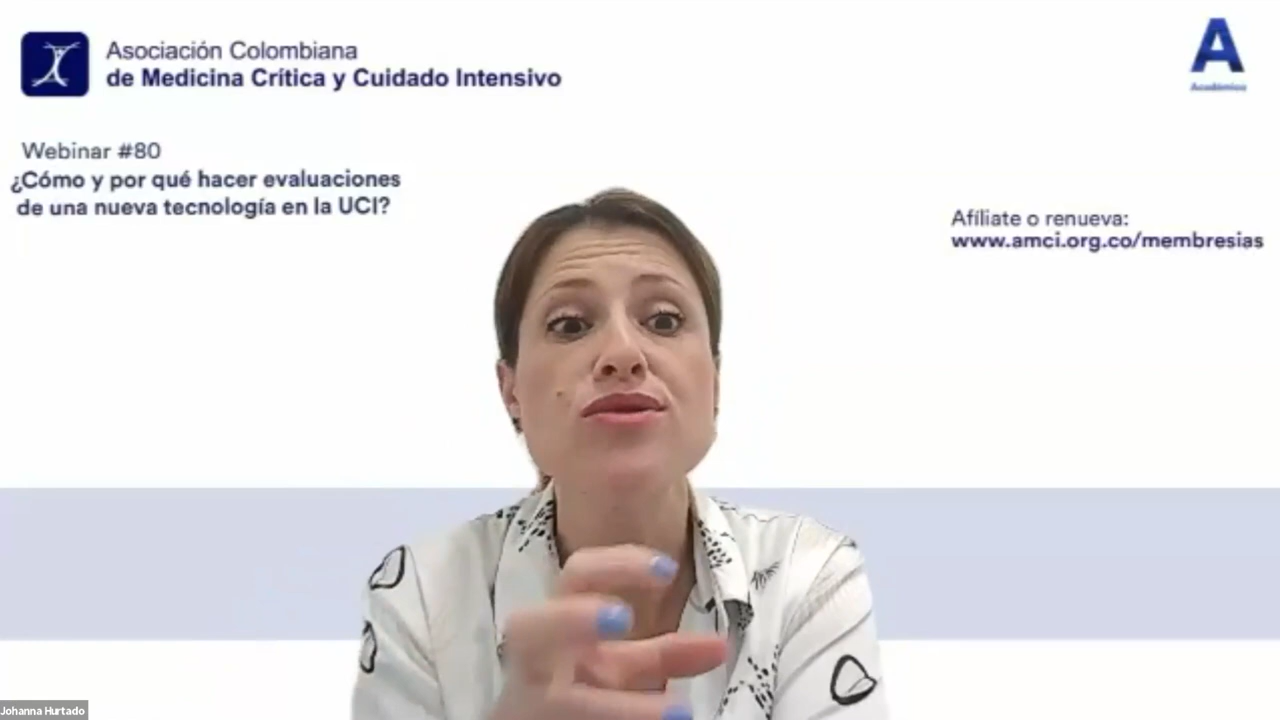 Asociación Colombiana
de Medicina Crítica y Cuidado Intensivo
A
Académico
Webinar #80
¿Cómo y por qué hacer evaluaciones
de una nueva tecnología en la UCI?
Afíliate o renueva:
www.amci.org.co/membresias
Johanna Hurtado